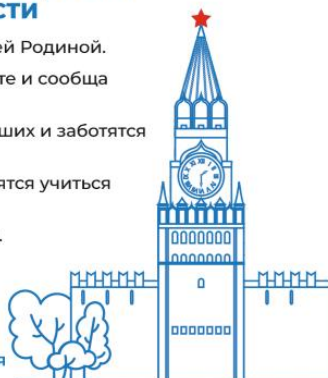 сти
ей Родиной.
те и сообща
ших и заботятся
ятся учиться
я